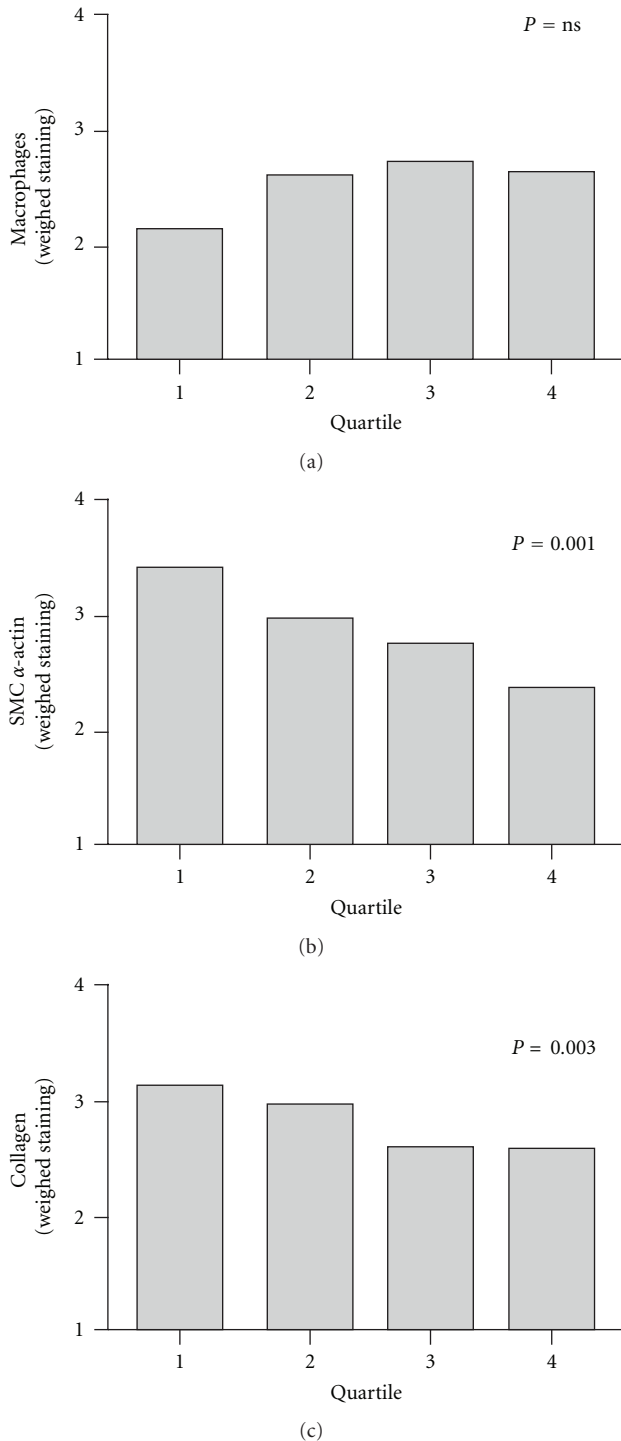 4
P = ns
3
Macrophages
(weighed staining)
2
1
1 2 3 4
Quartile
(a)
4
P = 0.001
3
SMC α-actin
(weighed staining)
2
1
1 2 3 4
Quartile
(b)
4
P = 0.003
3
Collagen
(weighed staining)
2
1
1 2 3 4
Quartile
(c)